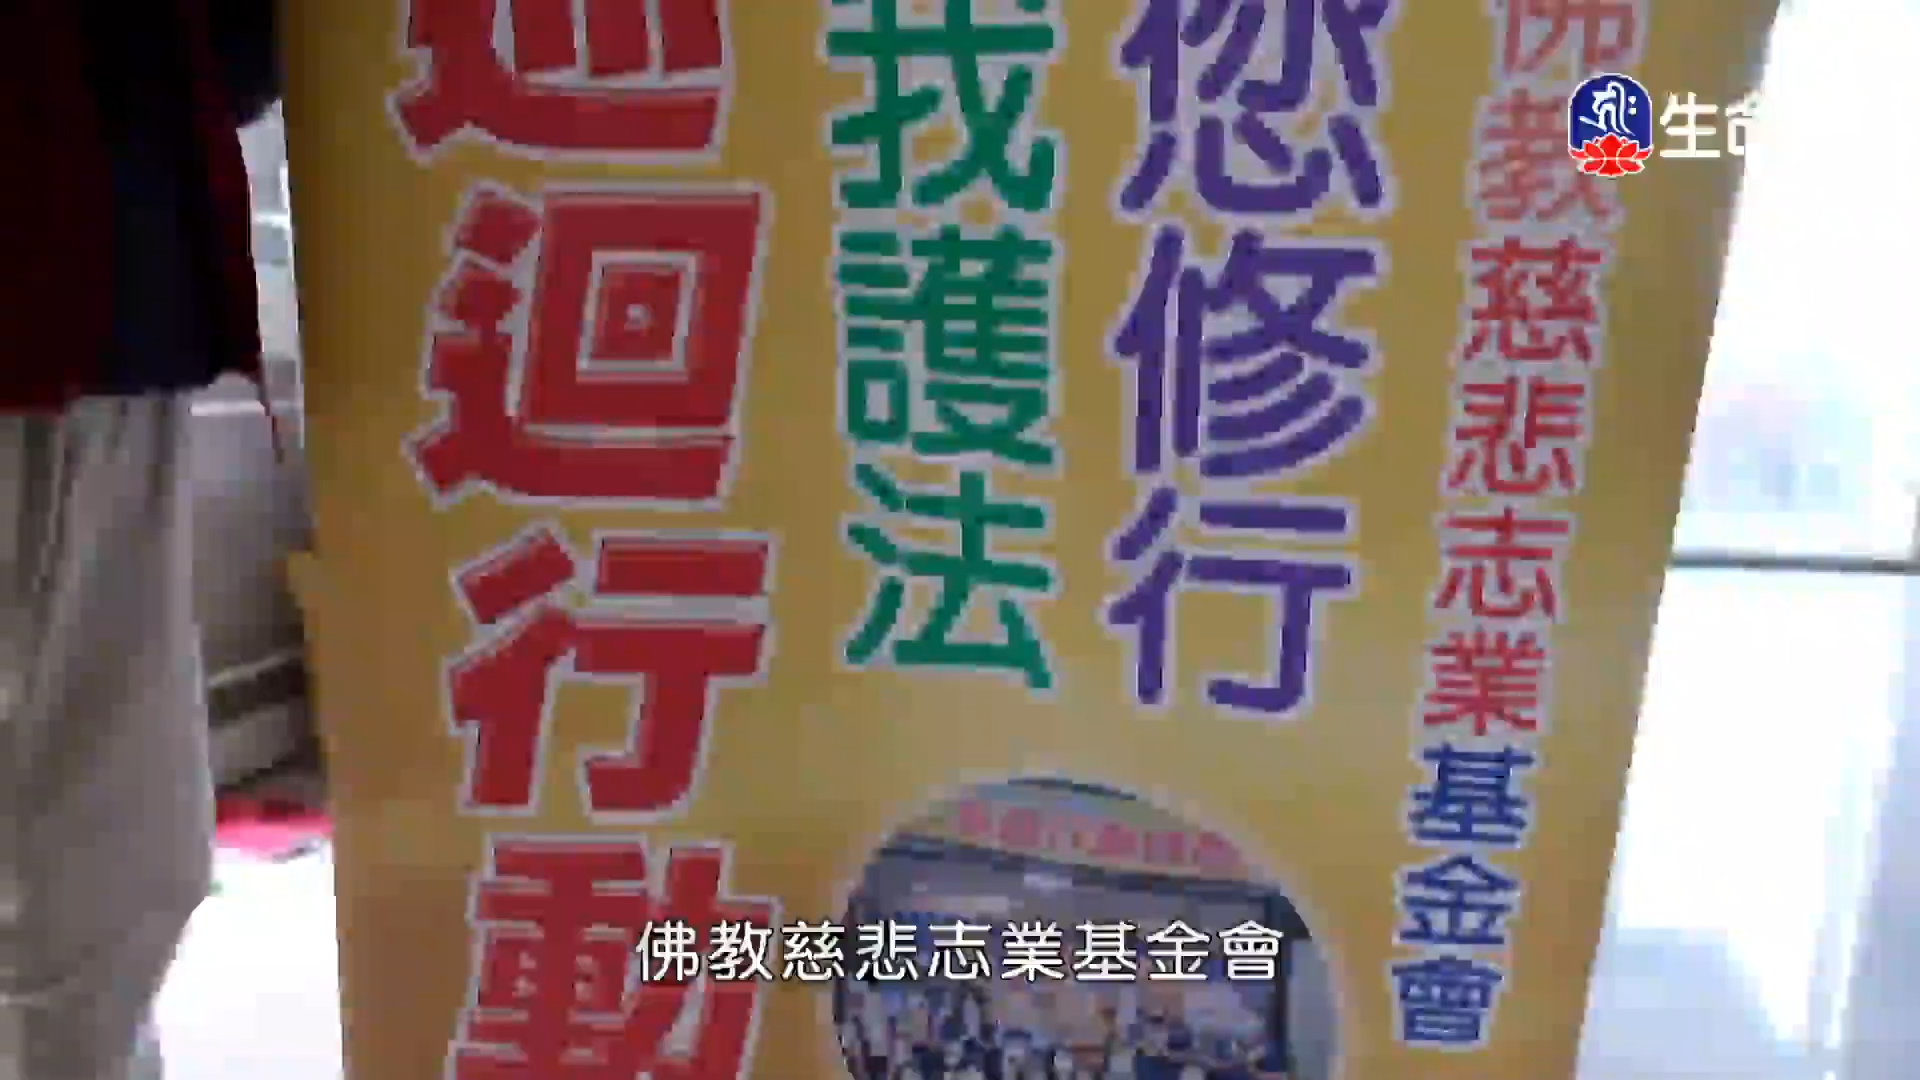 佛教慈悲志業基金會
您修行
我護法
巡迴行動
生命
佛教慈悲志業基金會